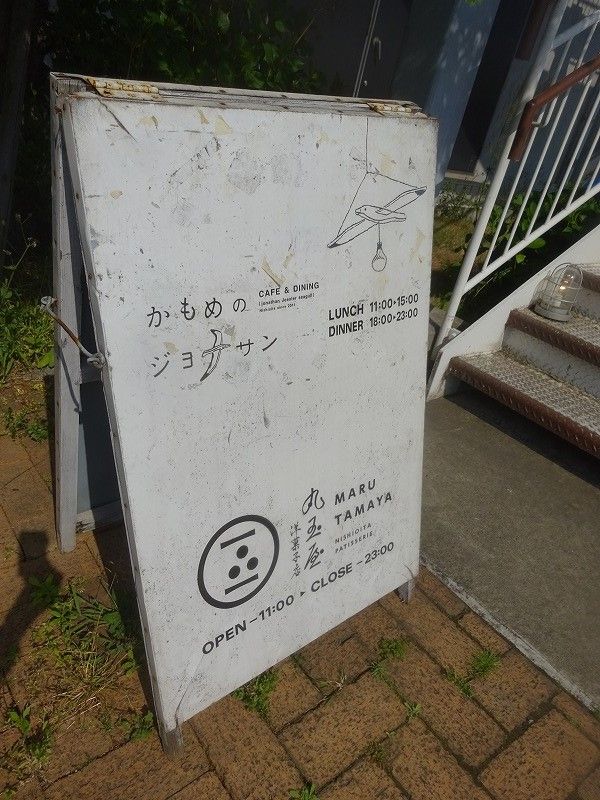 かもめの
ジョナサン
CAFE & DINING
LUNCH 11:00▸15:00
DINNER 18:00▸23:00
丸玉屋
洋菓子店
MARU
TAMAYA
NISHIOITA
PATISSERIE
OPEN–11:00 ▸ CLOSE–23:00